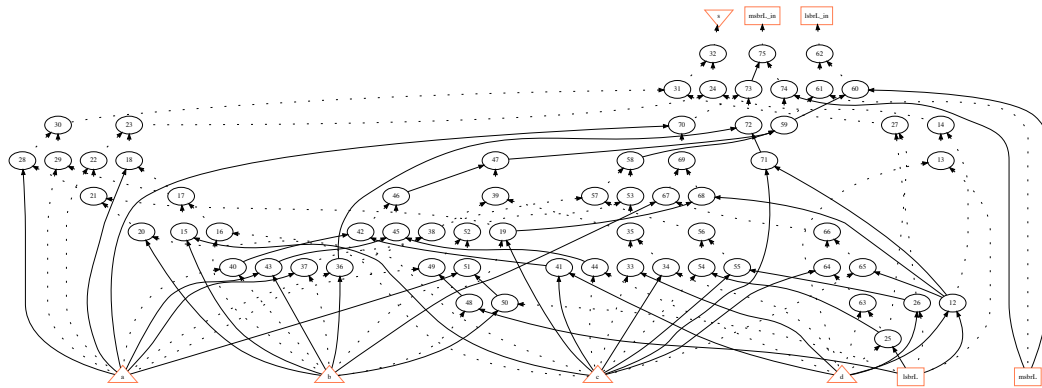 s msbrL_in lsbrL_in
32 75 62
31 24 73 74 61 60
30 23 70 72 59 27 14
28 29 22 18 47 58 69 71 13
21 17 46 39 57 53 67 68
20 15 16 42 45 38 52 19 35 56 66
40 43 37 36 49 51 41 44 33 34 54 55 64 65
48 50 63 26 12
25
a b c d lsbrL msbrL